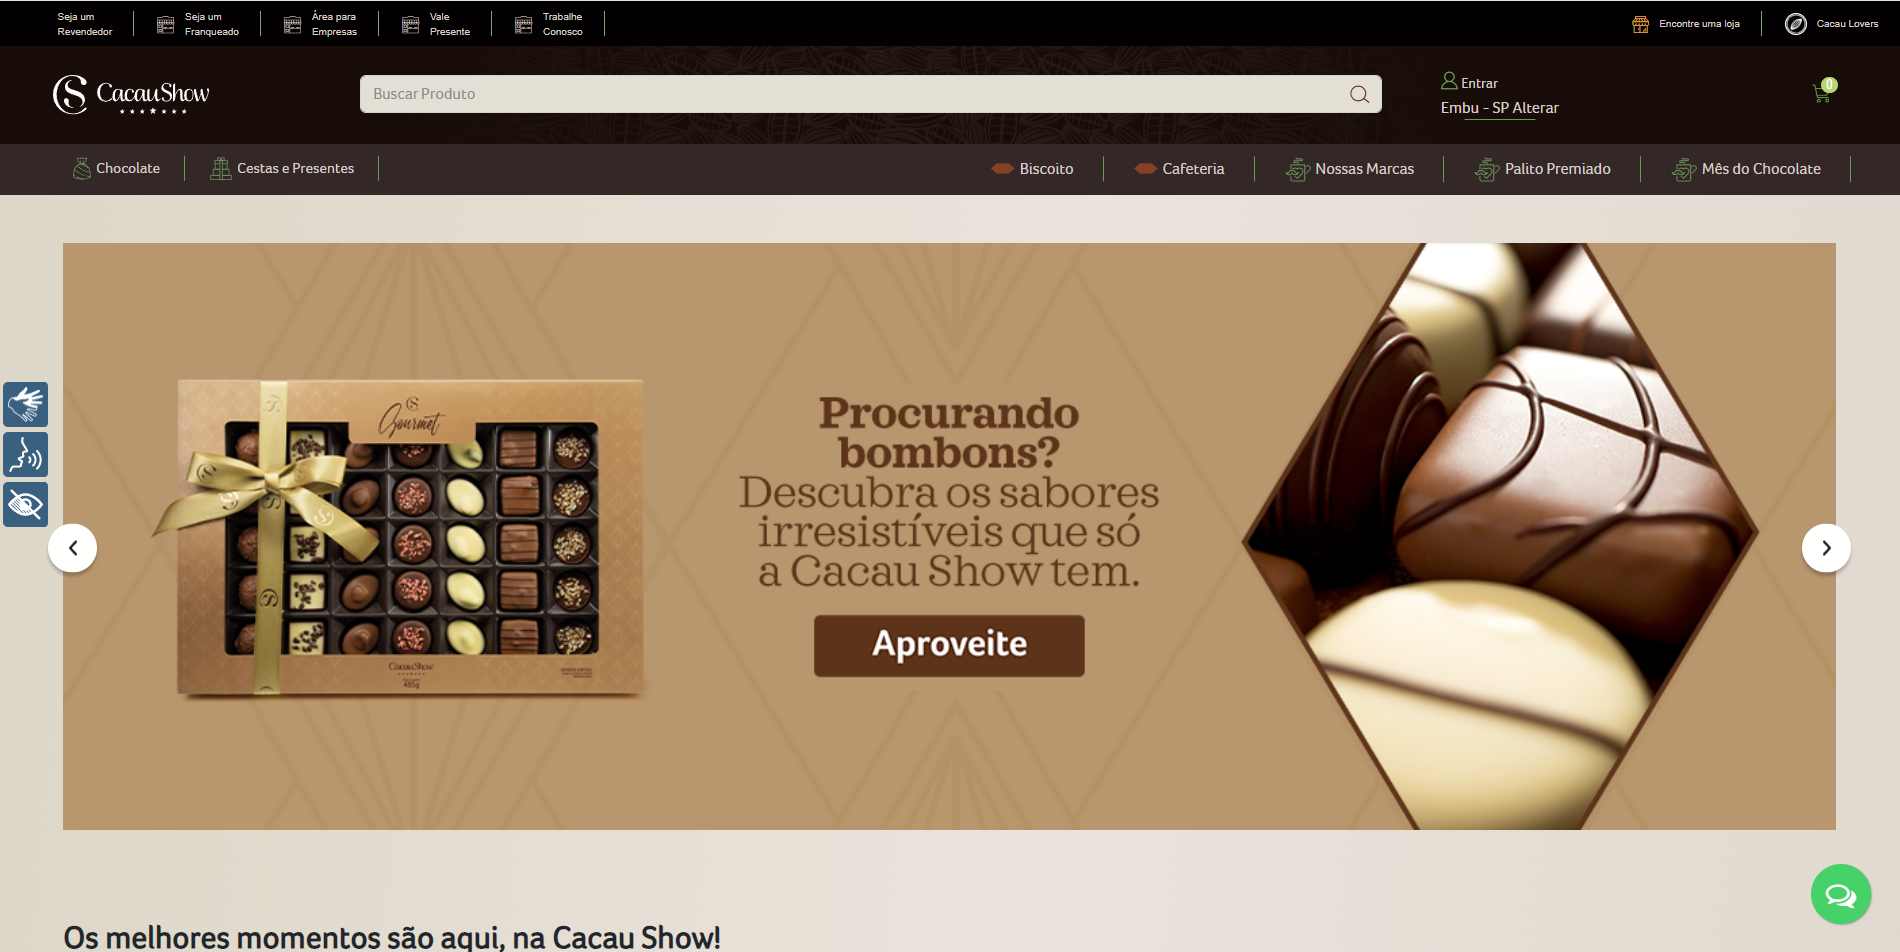 Seja um
Revendedor
Seja um
Franqueado
Área para
Empresas
Vale
Presente
Trabalhe
Conosco
Encontre uma loja
Cacau Lovers
CacauShow
Buscar Produto
Entrar
Embu - SP Alterar
0
Chocolate
Cestas e Presentes
Biscoito
Cafeteria
Nossas Marcas
Palito Premiado
Mês do Chocolate
Gourmet
CacauShow
485g
Procurando
bombons?
Descubra os sabores
irresistíveis que só
a Cacau Show tem.
Aproveite
Os melhores momentos são aqui, na Cacau Show!